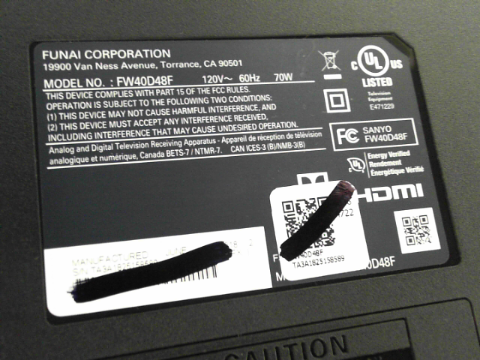 FUNAI CORPORATION
19900 Van Ness Avenue, Torrance, CA 90501
MODEL NO. : FW40D48F 120V~ 60Hz 70W
THIS DEVICE COMPLIES WITH PART 15 OF THE FCC RULES.
OPERATION IS SUBJECT TO THE FOLLOWING TWO CONDITIONS:
(1) THIS DEVICE MAY NOT CAUSE HARMFUL INTERFERENCE, AND
(2) THIS DEVICE MUST ACCEPT ANY INTERFERENCE RECEIVED,
INCLUDING INTERFERENCE THAT MAY CAUSE UNDESIRED OPERATION.
Analog and Digital Television Receiving Apparatus - Appareil de réception de télévision
analogique et numérique, Canada BETS-7 / NTMR-7. CAN ICES-3 (B)/NMB-3(B)
C UL US
LISTED
Television
Equipment
E471229
FC SANYO
FW40D48F
Energy Verified
Rendement
Énergétique Vérifié
HDMI
MANUFACTURED
40D48F
40D48F
CAUTION